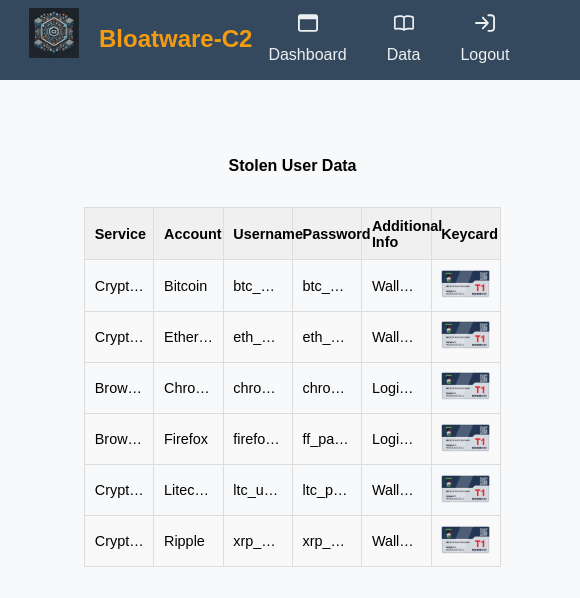 Bloatware-C2
Dashboard
Data
Logout
Stolen User Data
Service Account Username Password Additional Info Keycard
Crypt… Bitcoin btc_… btc_… Wall… T1
Crypt… Ether… eth_… eth_… Wall… T1
Brow… Chro… chro… chro… Logi… T1
Brow… Firefox firefo… ff_pa… Logi… T1
Crypt… Litec… ltc_u… ltc_p… Wall… T1
Crypt… Ripple xrp_… xrp_… Wall… T1